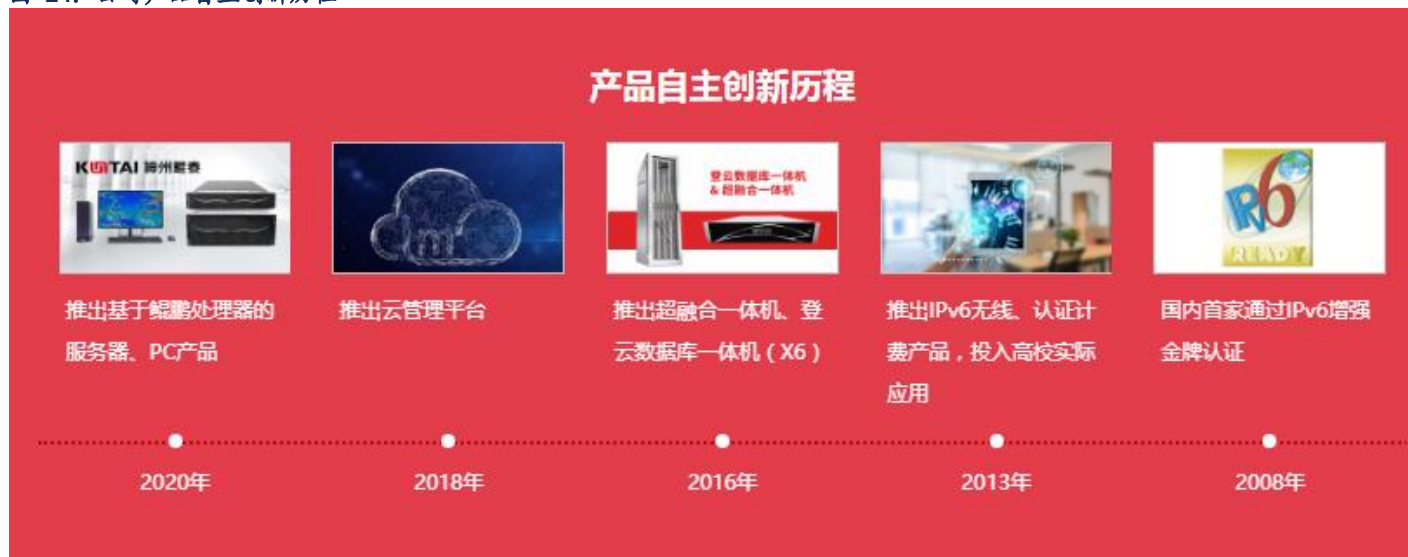 产品自主创新历程
KUNTAI 神州鲲泰
登云数据库一体机
& 超融合一体机
IPv6
READY
推出基于鲲鹏处理器的
服务器、PC产品
推出云管理平台
推出超融合一体机、登
云数据库一体机（X6）
推出IPv6无线、认证计
费产品，投入高校实际
应用
国内首家通过IPv6增强
金牌认证
2020年
2018年
2016年
2013年
2008年